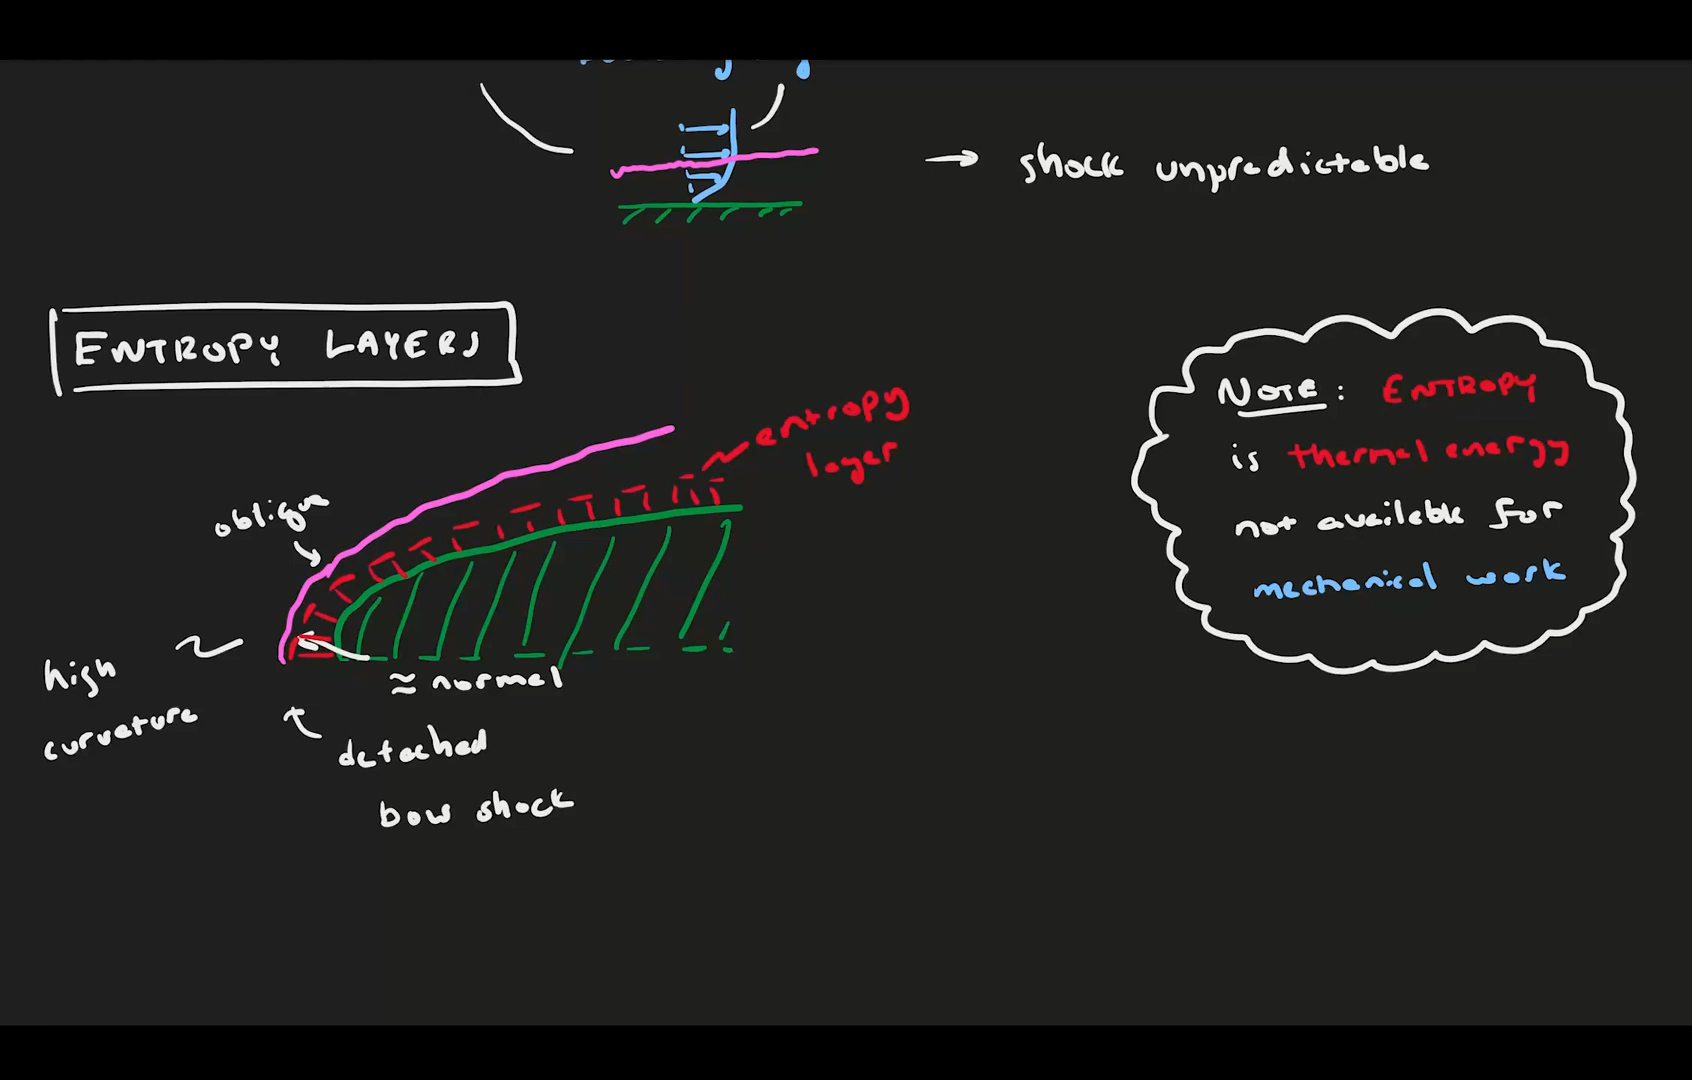 → shock unpredictable
ENTROPY LAYERS
NOTE: ENTROPY
is thermal energy
not available for
mechanical work
entropy
layer
oblique
high
curvature
≈ normal
detached
bow shock